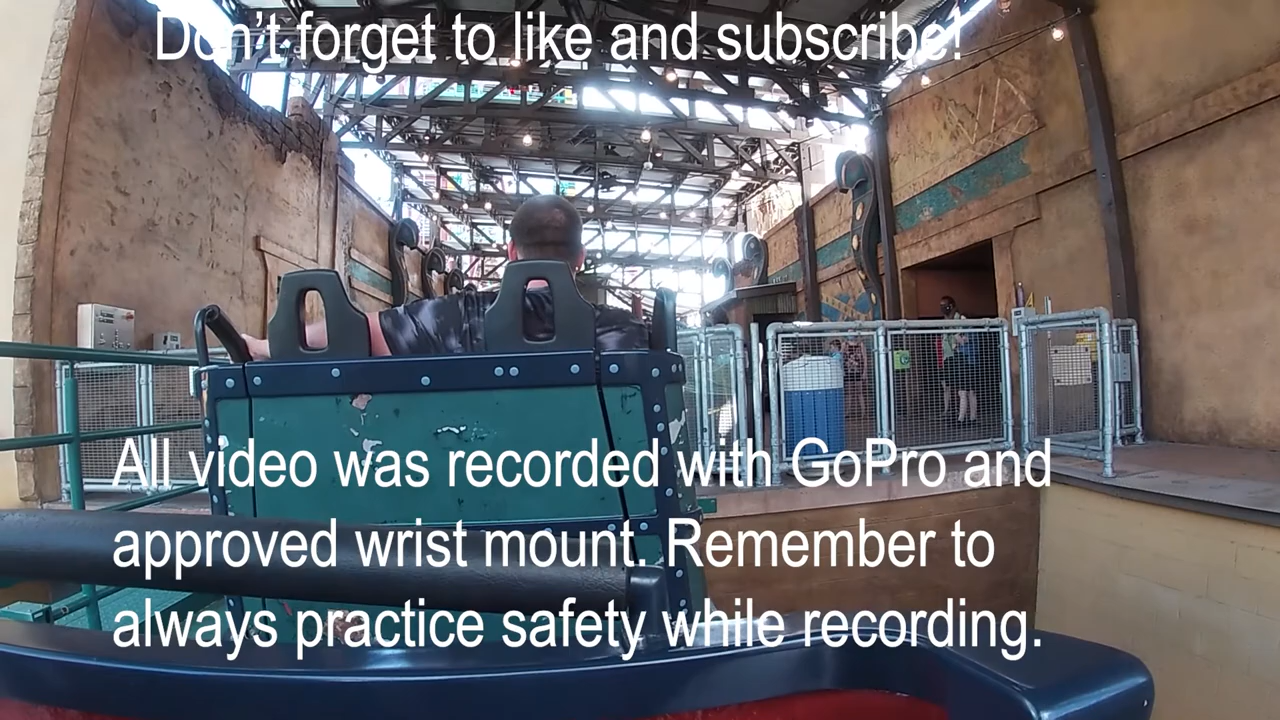 Don't forget to like and subscribe!
All video was recorded with GoPro and
approved wrist mount. Remember to
always practice safety while recording.